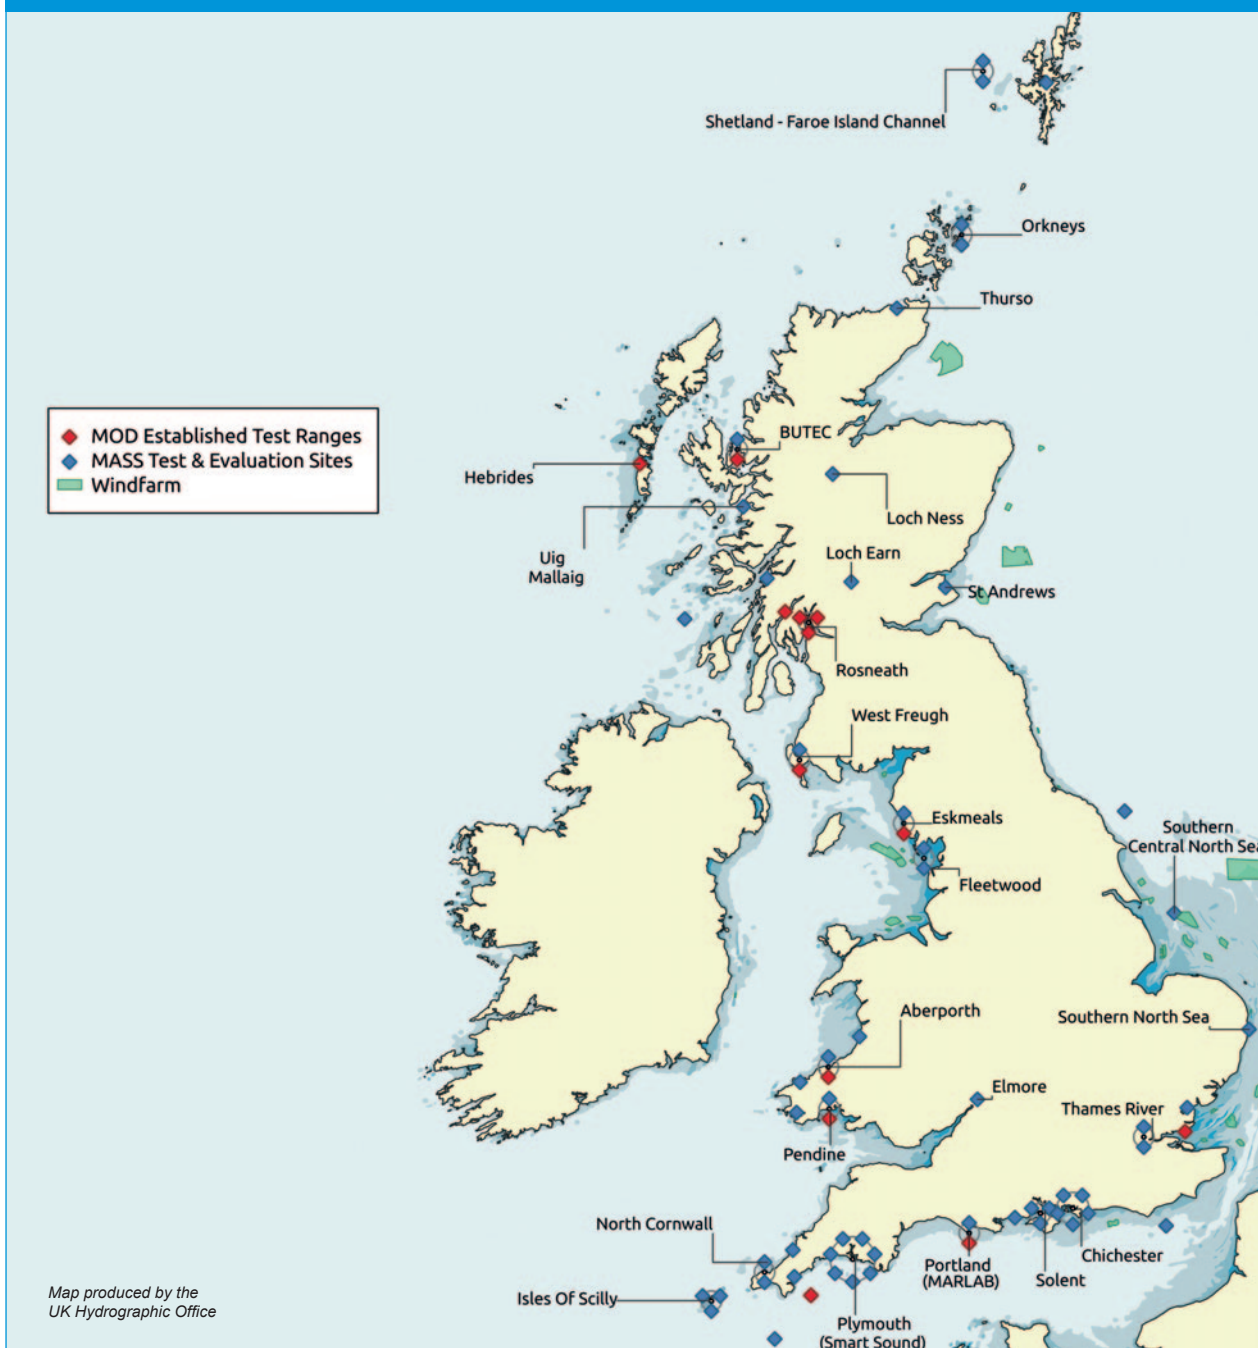 Shetland - Faroe Island Channel
Orkneys
Thurso
MOD Established Test Ranges
MASS Test & Evaluation Sites
Windfarm
BUTEC
Hebrides
Loch Ness
Uig
Mallaig
Loch Earn
St Andrews
Rosneath
West Freugh
Eskmeals
Southern
Central North Sea
Fleetwood
Aberporth
Southern North Sea
Elmore
Thames River
Pendine
North Cornwall
Chichester
Portland
(MARLAB)
Solent
Isles Of Scilly
Plymouth
(Smart Sound)
Map produced by the
UK Hydrographic Office